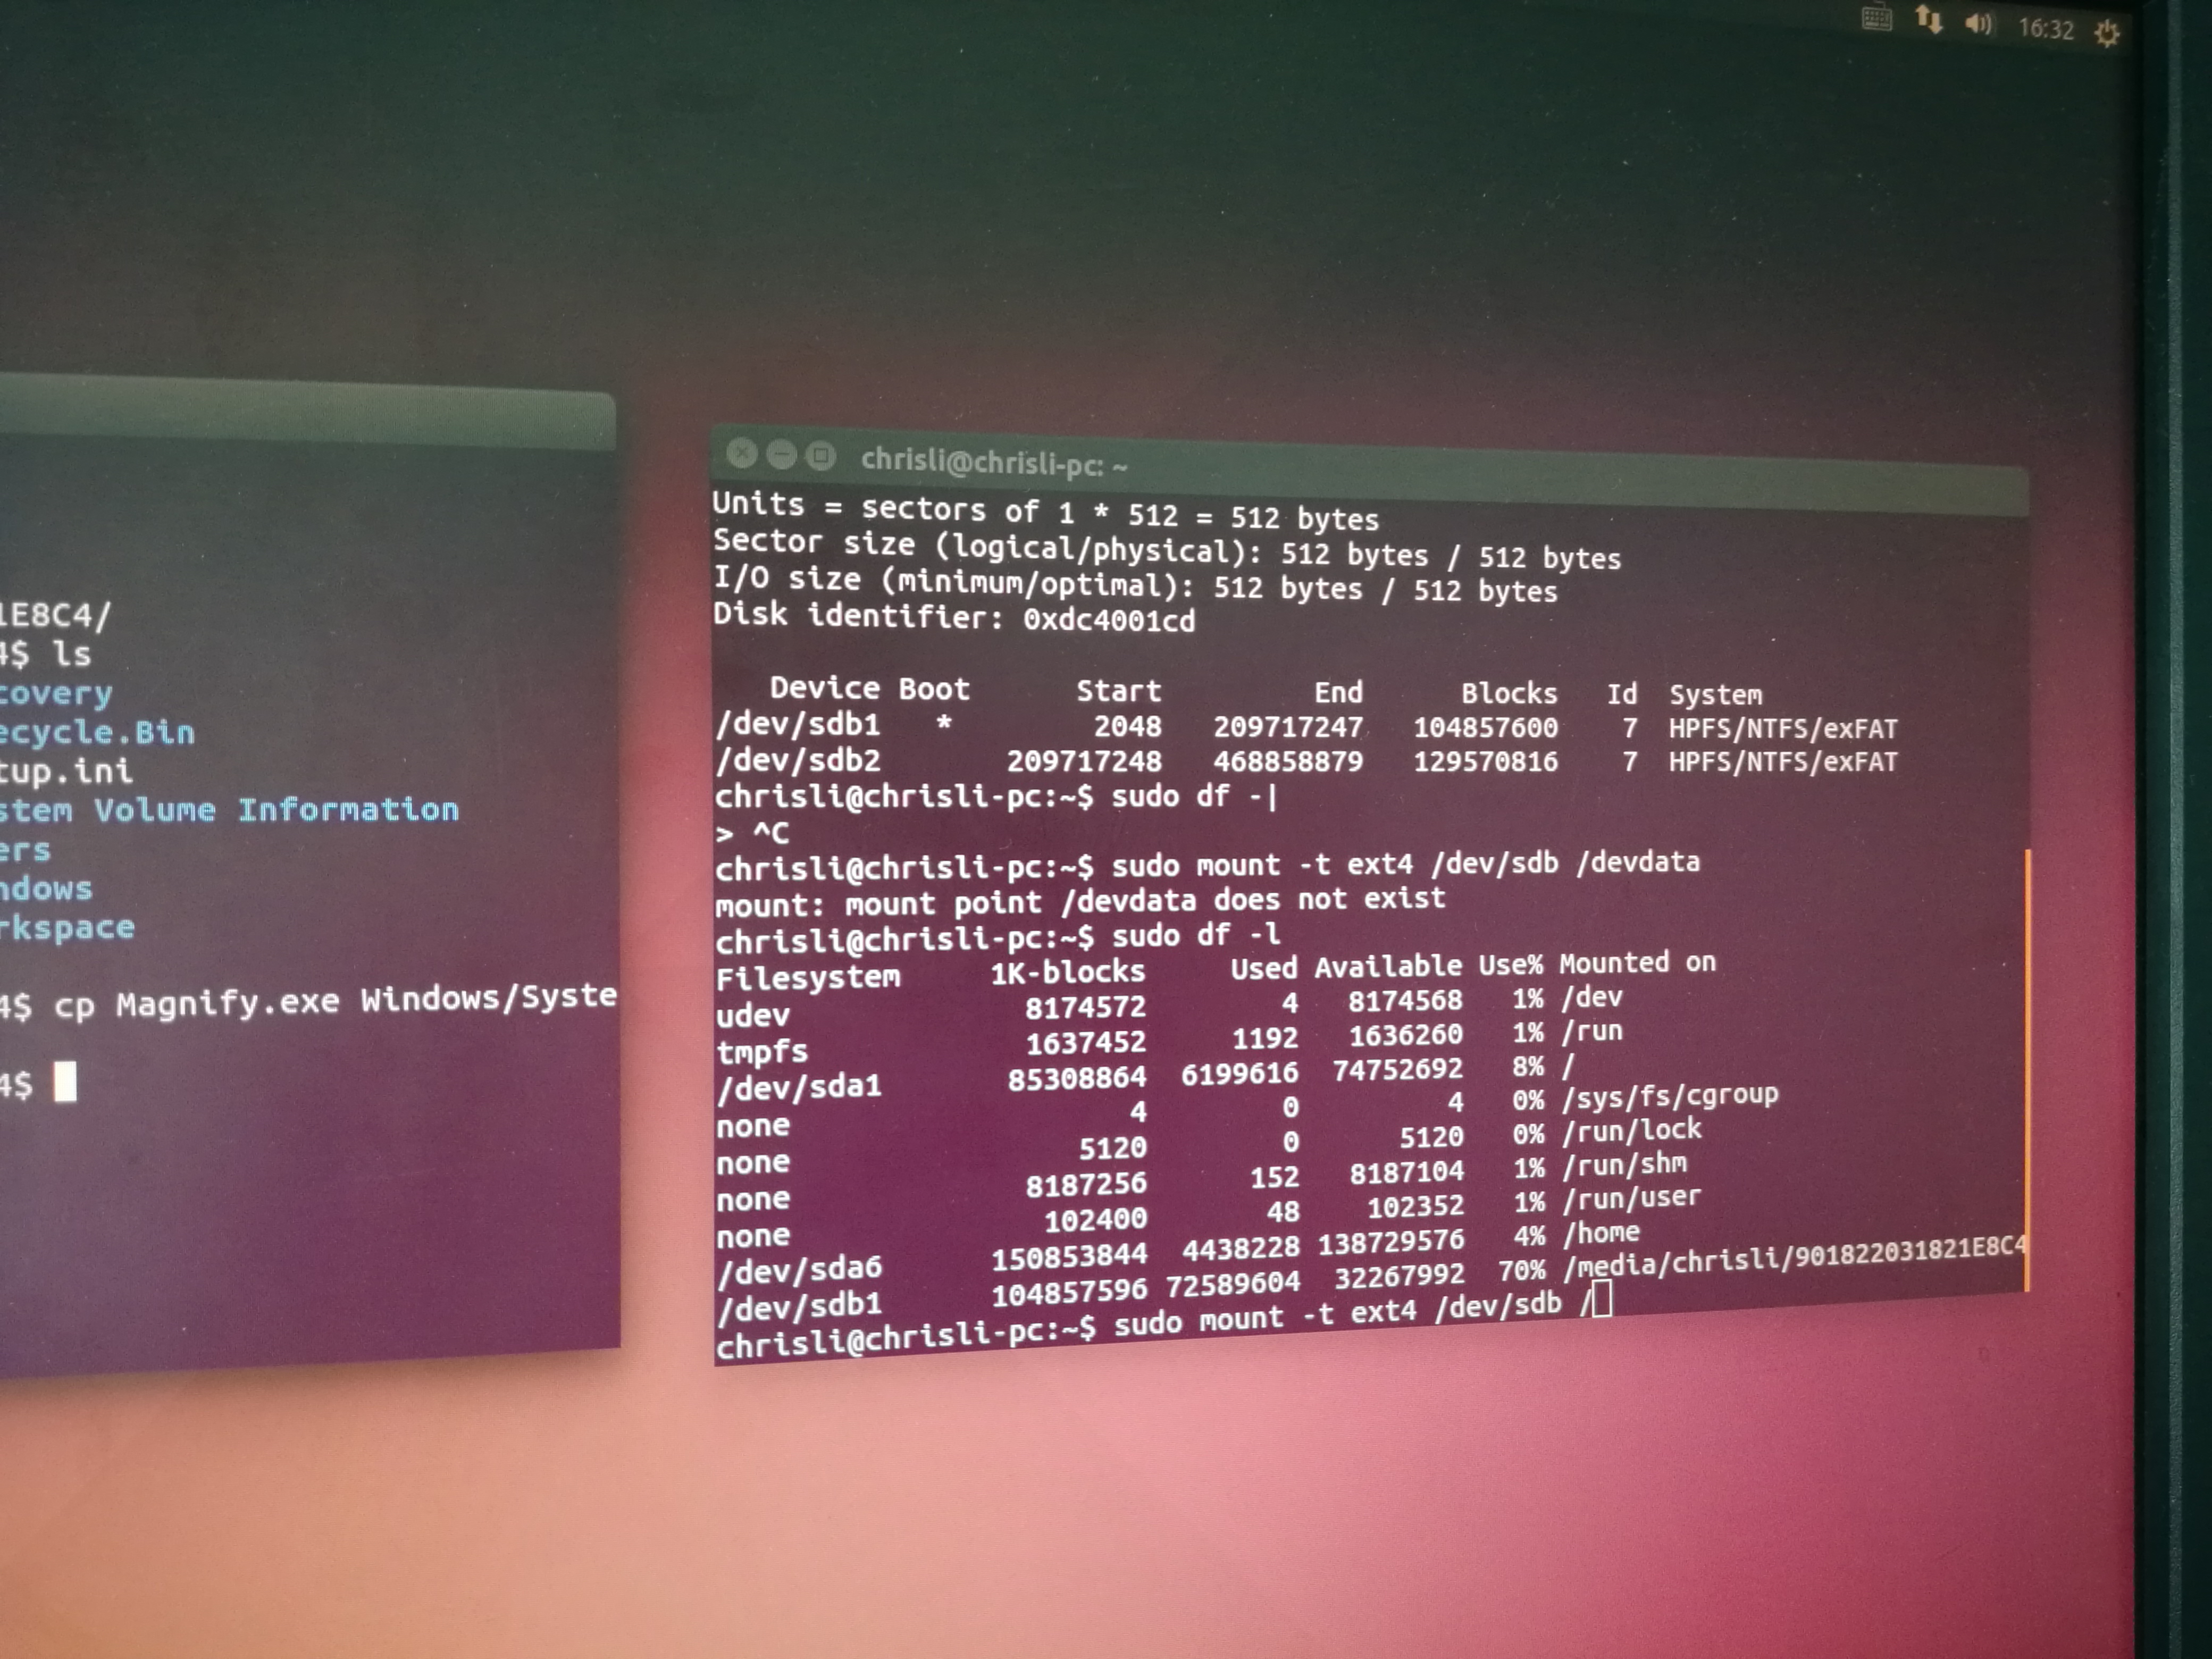 16:32
1E8C4/
4$ ls
covery
ecycle.Bin
tup.ini
stem Volume Information
ers
ndows
rkspace
4$ cp Magnify.exe Windows/Syste
4$
chrisli@chrisli-pc: ~
Units = sectors of 1 * 512 = 512 bytes
Sector size (logical/physical): 512 bytes / 512 bytes
I/O size (minimum/optimal): 512 bytes / 512 bytes
Disk identifier: 0xdc4001cd
Device Boot Start End Blocks Id System
/dev/sdb1 * 2048 209717247 104857600 7 HPFS/NTFS/exFAT
/dev/sdb2 209717248 468858879 129570816 7 HPFS/NTFS/exFAT
chrisli@chrisli-pc:~$ sudo df -|
> ^C
chrisli@chrisli-pc:~$ sudo mount -t ext4 /dev/sdb /devdata
mount: mount point /devdata does not exist
chrisli@chrisli-pc:~$ sudo df -l
Filesystem 1K-blocks Used Available Use% Mounted on
udev 8174572 4 8174568 1% /dev
tmpfs 1637452 1192 1636260 1% /run
/dev/sda1 85308864 6199616 74752692 8% /
none 4 0 4 0% /sys/fs/cgroup
none 5120 0 5120 0% /run/lock
none 8187256 152 8187104 1% /run/shm
none 102400 48 102352 1% /run/user
/dev/sda6 150853844 4438228 138729576 4% /home
/dev/sdb1 104857596 72589604 32267992 70% /media/chrisli/901822031821E8C4
chrisli@chrisli-pc:~$ sudo mount -t ext4 /dev/sdb /